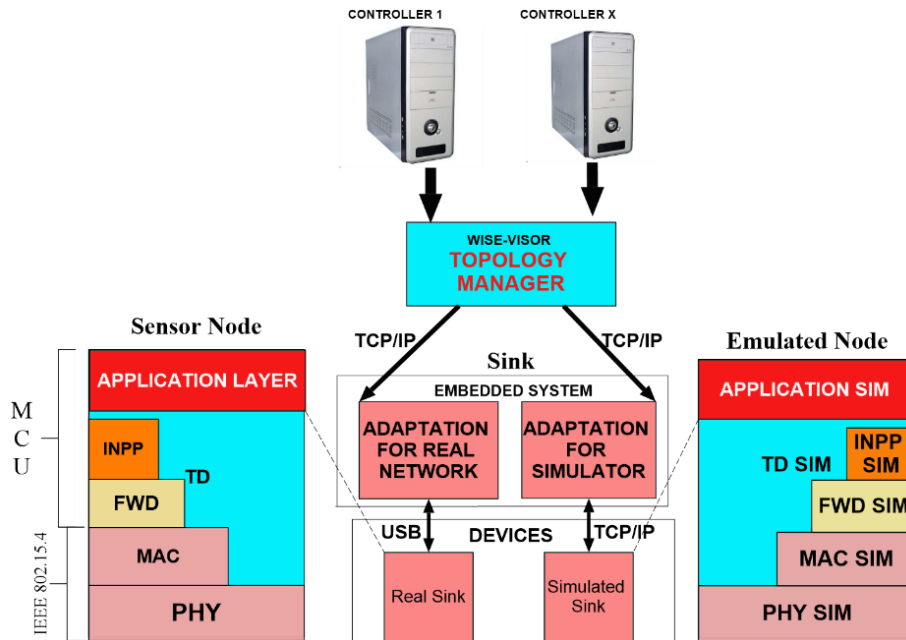 CONTROLLER 1
CONTROLLER X
WISE-VISOR
TOPOLOGY
MANAGER
TCP/IP
TCP/IP
Sensor Node
APPLICATION LAYER
INPP
TD
FWD
MAC
PHY
M
C
U
IEEE 802.15.4
Sink
EMBEDDED SYSTEM
ADAPTATION
FOR REAL
NETWORK
ADAPTATION
FOR
SIMULATOR
USB
DEVICES
TCP/IP
Real Sink
Simulated
Sink
Emulated Node
APPLICATION SIM
INPP
SIM
TD SIM
FWD SIM
MAC SIM
PHY SIM